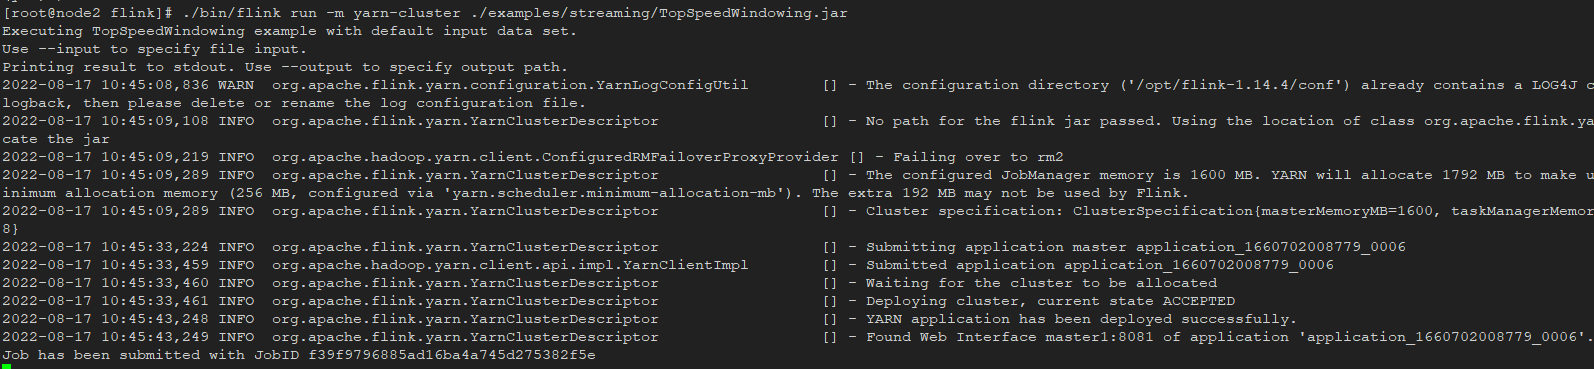 [root@node2 flink]# ./bin/flink run -m yarn-cluster ./examples/streaming/TopSpeedWindowing.jar
Executing TopSpeedWindowing example with default input data set.
Use --input to specify file input.
Printing result to stdout. Use --output to specify output path.
2022-08-17 10:45:08,836 WARN  org.apache.flink.yarn.configuration.YarnLogConfigUtil        [] - The configuration directory ('/opt/flink-1.14.4/conf') already contains a LOG4J c
logback, then please delete or rename the log configuration file.
2022-08-17 10:45:09,108 INFO  org.apache.flink.yarn.YarnClusterDescriptor                  [] - No path for the flink jar passed. Using the location of class org.apache.flink.ya
cate the jar
2022-08-17 10:45:09,219 INFO  org.apache.hadoop.yarn.client.ConfiguredRMFailoverProxyProvider [] - Failing over to rm2
2022-08-17 10:45:09,289 INFO  org.apache.flink.yarn.YarnClusterDescriptor                  [] - The configured JobManager memory is 1600 MB. YARN will allocate 1792 MB to make u
inimum allocation memory (256 MB, configured via 'yarn.scheduler.minimum-allocation-mb'). The extra 192 MB may not be used by Flink.
2022-08-17 10:45:09,289 INFO  org.apache.flink.yarn.YarnClusterDescriptor                  [] - Cluster specification: ClusterSpecification{masterMemoryMB=1600, taskManagerMemor
8}
2022-08-17 10:45:33,224 INFO  org.apache.flink.yarn.YarnClusterDescriptor                  [] - Submitting application master application_1660702008779_0006
2022-08-17 10:45:33,459 INFO  org.apache.hadoop.yarn.client.api.impl.YarnClientImpl        [] - Submitted application application_1660702008779_0006
2022-08-17 10:45:33,460 INFO  org.apache.flink.yarn.YarnClusterDescriptor                  [] - Waiting for the cluster to be allocated
2022-08-17 10:45:33,461 INFO  org.apache.flink.yarn.YarnClusterDescriptor                  [] - Deploying cluster, current state ACCEPTED
2022-08-17 10:45:43,248 INFO  org.apache.flink.yarn.YarnClusterDescriptor                  [] - YARN application has been deployed successfully.
2022-08-17 10:45:43,249 INFO  org.apache.flink.yarn.YarnClusterDescriptor                  [] - Found Web Interface master1:8081 of application 'application_1660702008779_0006'.
Job has been submitted with JobID f39f9796885ad16ba4a745d275382f5e